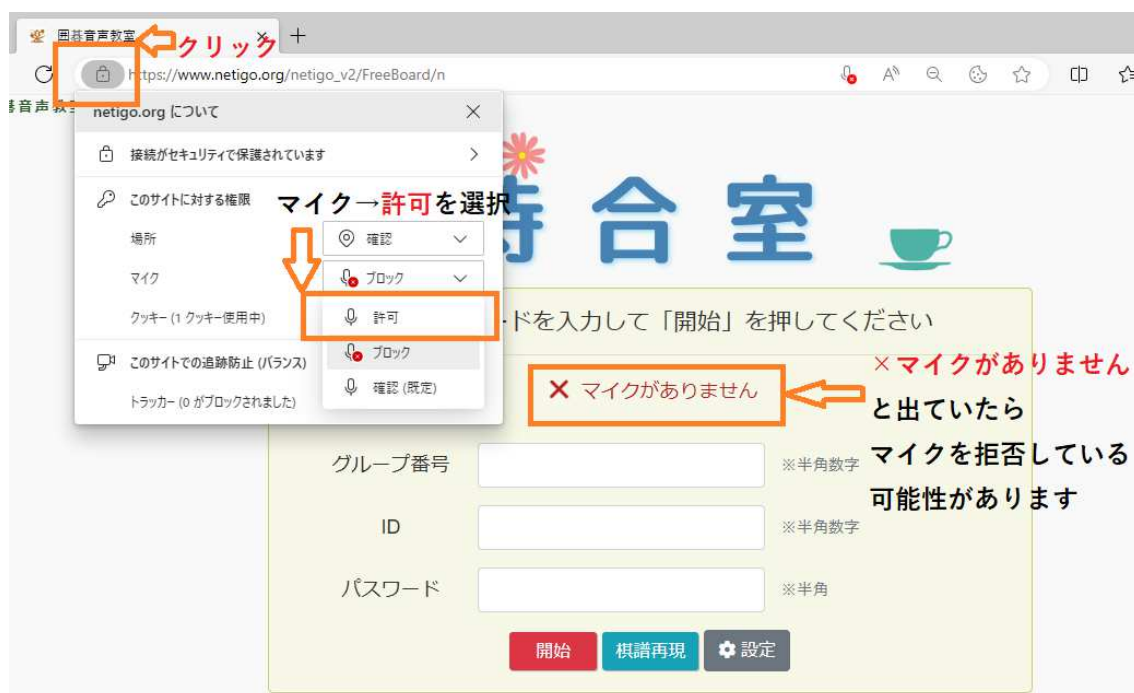 囲碁音声教室
クリック
https://www.netigo.org/netigo_v2/FreeBoard/n
netigo.org について
接続がセキュリティで保護されています
このサイトに対する権限
マイク→許可を選択
場所
確認
マイク
ブロック
クッキー (1 クッキー使用中)
許可
ブロック
このサイトでの追跡防止 (バランス)
確認 (既定)
トラッカー (0 がブロックされました)
待合室
ードを入力して「開始」を押してください
マイクがありません
×マイクがありません
と出ていたら
マイクを拒否している
可能性があります
グループ番号
※半角数字
ID
※半角数字
パスワード
※半角
開始
棋譜再現
設定